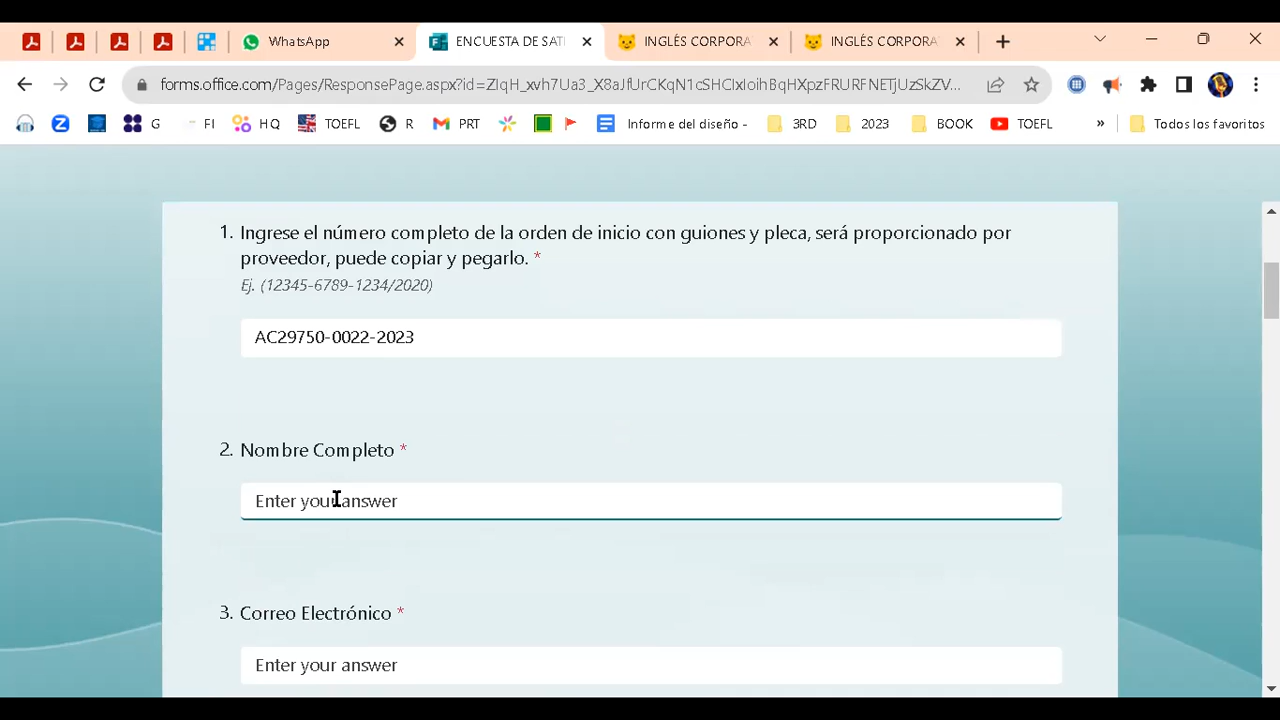 WhatsApp
ENCUESTA DE SATI
INGLÉS CORPORA
INGLÉS CORPORA
forms.office.com/Pages/ResponsePage.aspx?id=ZIqH_xvh7Ua3_X8aJfUrCKqN1cSHClxIoihBqHXpzFRURFNETjUzSkZV...
G
FI
HQ
TOEFL
R
PRT
Informe del diseño -
3RD
2023
BOOK
TOEFL
»
Todos los favoritos
1. Ingrese el número completo de la orden de inicio con guiones y pleca, será proporcionado por
proveedor, puede copiar y pegarlo. *
Ej. (12345-6789-1234/2020)
AC29750-0022-2023
2. Nombre Completo *
Enter your answer
3. Correo Electrónico *
Enter your answer